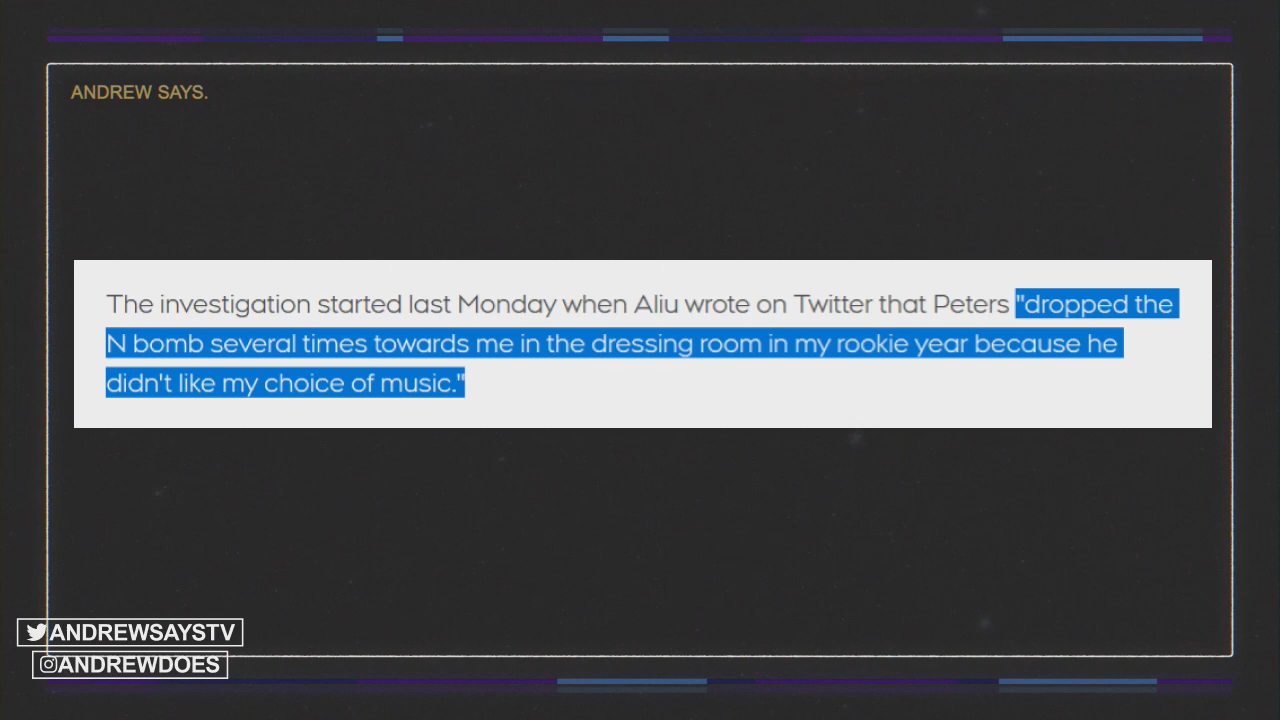 ANDREW SAYS.
The investigation started last Monday when Aliu wrote on Twitter that Peters "dropped the
N bomb several times towards me in the dressing room in my rookie year because he
didn't like my choice of music."
ANDREWSAYSTV
ANDREWDOES